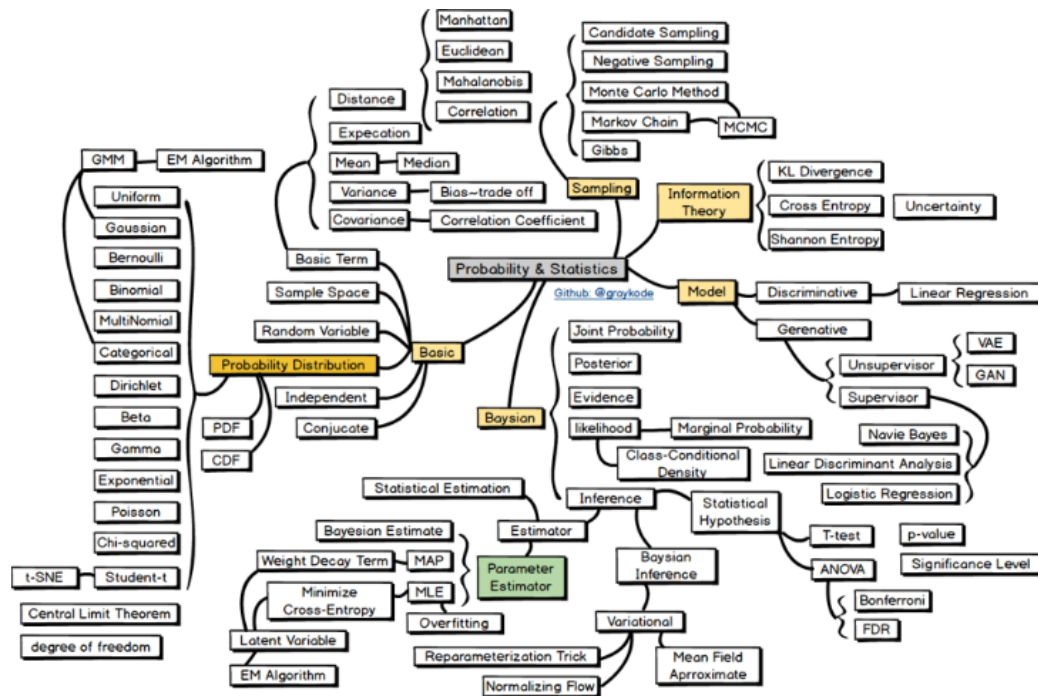 Manhattan
Euclidean
Mahalanobis
Correlation
Distance
Expecation
Mean
Median
Variance
Bias~trade off
Covariance
Correlation Coefficient
Candidate Sampling
Negative Sampling
Monte Carlo Method
Markov Chain
MCMC
Gibbs
Sampling
Information
Theory
KL Divergence
Cross Entropy
Uncertainty
Shannon Entropy
GMM
EM Algorithm
Uniform
Gaussian
Bernoulli
Binomial
MultiNomial
Categorical
Dirichlet
Beta
Gamma
Exponential
Poisson
Chi-squared
t-SNE
Student-t
Central Limit Theorem
degree of freedom
Basic Term
Sample Space
Random Variable
Probability Distribution
Independent
Conjucate
PDF
CDF
Basic
Probability & Statistics
Github: @graykode
Model
Discriminative
Linear Regression
Gerenative
Unsupervisor
VAE
GAN
Supervisor
Navie Bayes
Linear Discriminant Analysis
Logistic Regression
Baysian
Joint Probability
Posterior
Evidence
likelihood
Marginal Probability
Class-Conditional
Density
Inference
Statistical
Hypothesis
T-test
p-value
ANOVA
Significance Level
Bonferroni
FDR
Statistical Estimation
Estimator
Parameter
Estimator
Bayesian Estimate
Weight Decay Term
MAP
Minimize
Cross-Entropy
MLE
Overfitting
Latent Variable
EM Algorithm
Baysian
Inference
Variational
Reparameterization Trick
Normalizing Flow
Mean Field
Aprroximate